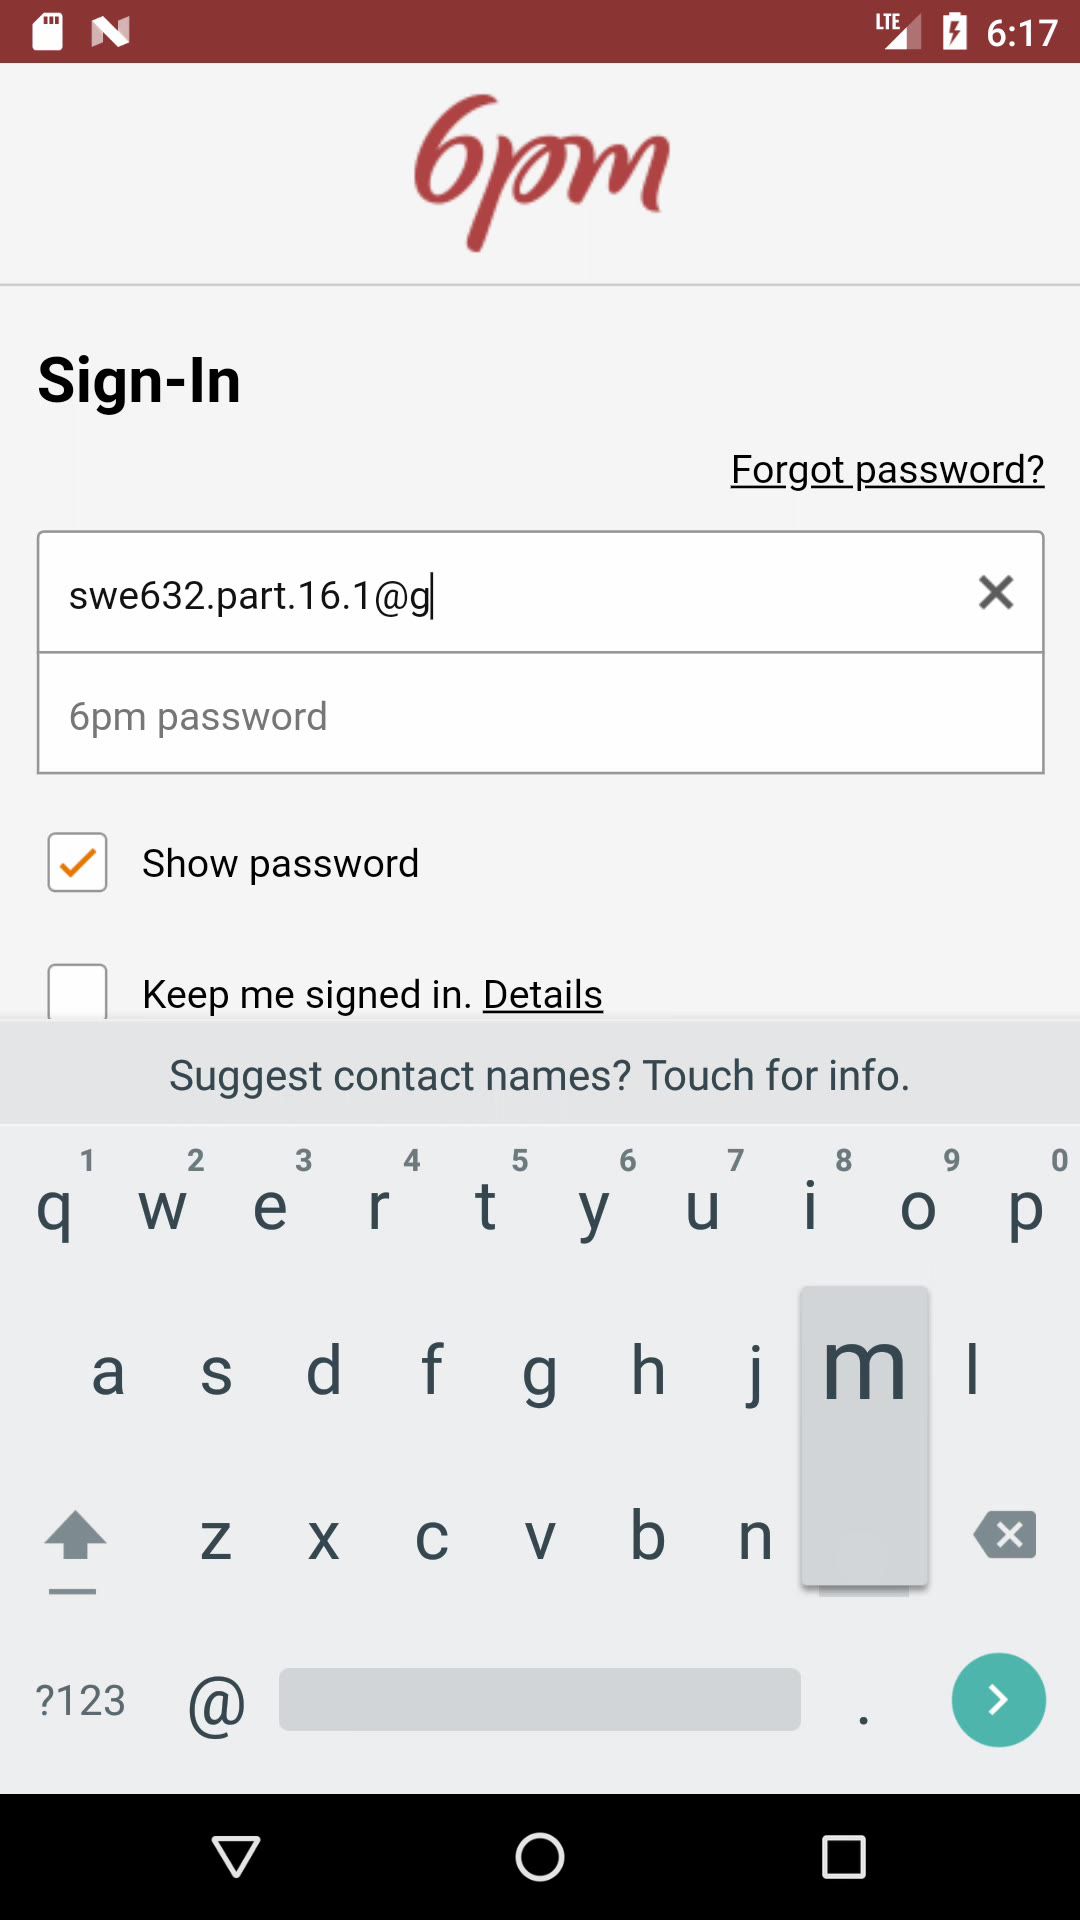 LTE 6:17
6pm
Sign-In
Forgot password?
swe632.part.16.1@g
6pm password
Show password
Keep me signed in. Details
Suggest contact names? Touch for info.
1 2 3 4 5 6 7 8 9 0
q w e r t y u i o p
a s d f g h j m l
z x c v b n
?123 @ .